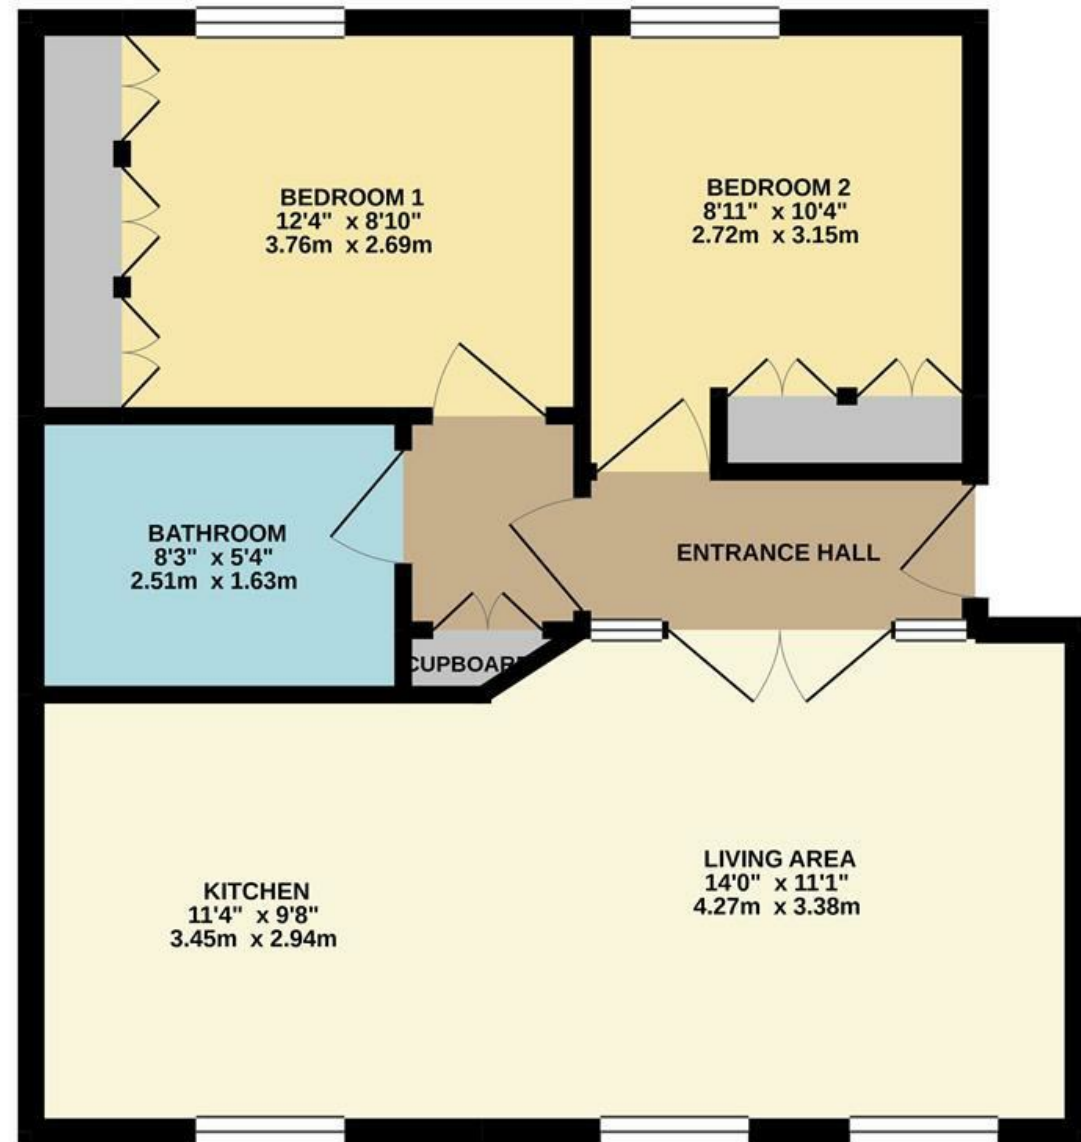 BEDROOM 1
12'4" x 8'10"
3.76m x 2.69m
BEDROOM 2
8'11" x 10'4"
2.72m x 3.15m
BATHROOM
8'3" x 5'4"
2.51m x 1.63m
ENTRANCE HALL
CUPBOAR
LIVING AREA
14'0" x 11'1"
4.27m x 3.38m
KITCHEN
11'4" x 9'8"
3.45m x 2.94m